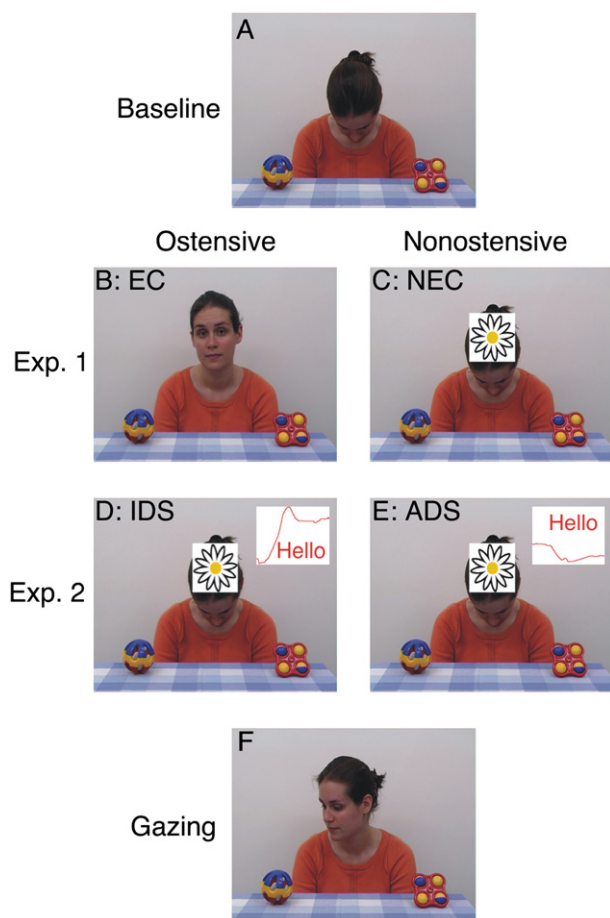 A
Baseline
Ostensive
Nonostensive
B: EC
C: NEC
Exp. 1
D: IDS
Hello
E: ADS
Hello
Exp. 2
F
Gazing